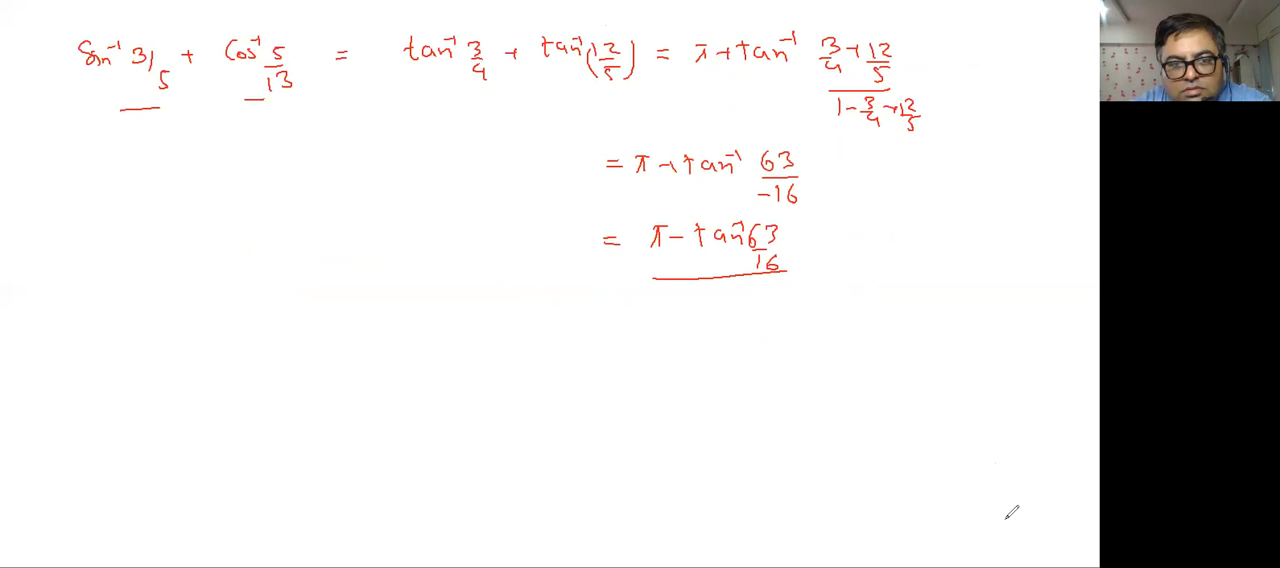 sin⁻¹ 3/5 + cos⁻¹ 5/13 = tan⁻¹ 3/4 + tan⁻¹ (12/5) = π + tan⁻¹ (3/4 + 12/5)/(1 - 3/4 × 12/5)
= π + tan⁻¹ 63/-16
= π - tan⁻¹ 63/16